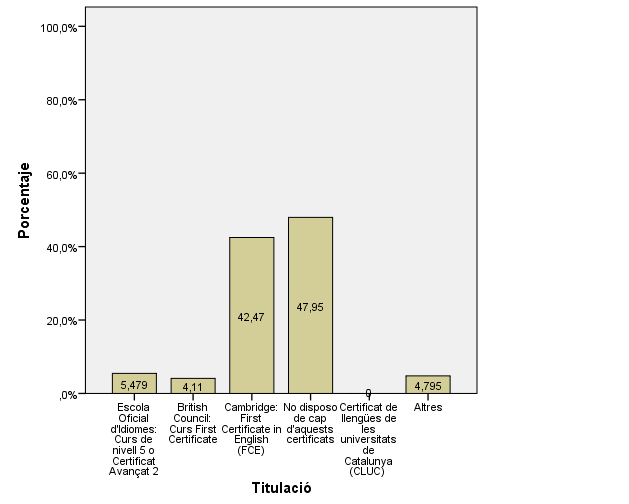 100,0%
80,0%
60,0%
40,0%
20,0%
,0%
Porcentaje
5,479
4,11
42,47
47,95
0
4,795
Escola
Oficial
d'Idiomes:
Curs de
nivell 5 o
Certificat
Avançat 2
British
Council:
Curs First
Certificate
Cambridge:
First
Certificate in
English
(FCE)
No disposo
de cap
d'aquests
certificats
Certificat de
llengües de
les
universitats
de
Catalunya
(CLUC)
Altres
Titulació